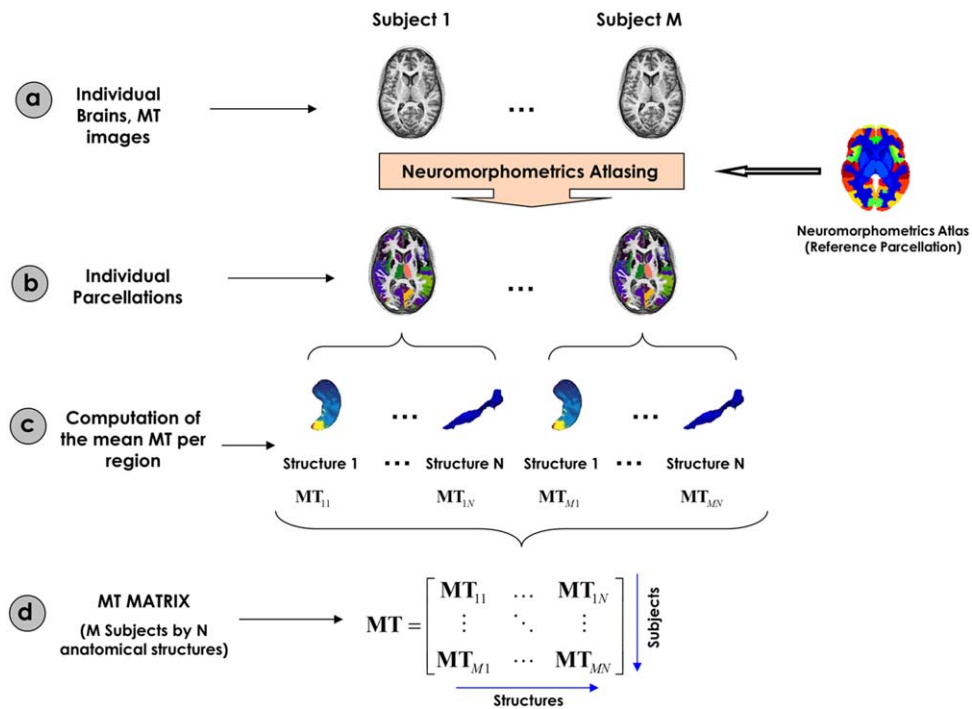 Subject 1
Subject M
a
Individual
Brains, MT
images
...
Neuromorphometrics Atlasing
Neuromorphometrics Atlas
(Reference Parcellation)
b
Individual
Parcellations
...
c
Computation of
the mean MT per
region
... ...
Structure 1 ... Structure N Structure 1 ... Structure N
MT₁₁ MT₁N MTM₁ MTMN
d
MT MATRIX
(M Subjects by N
anatomical structures)
MT =
MT₁₁ ... MT₁N
⋮ ⋱ ⋮
MTM₁ ... MTMN
Subjects
Structures